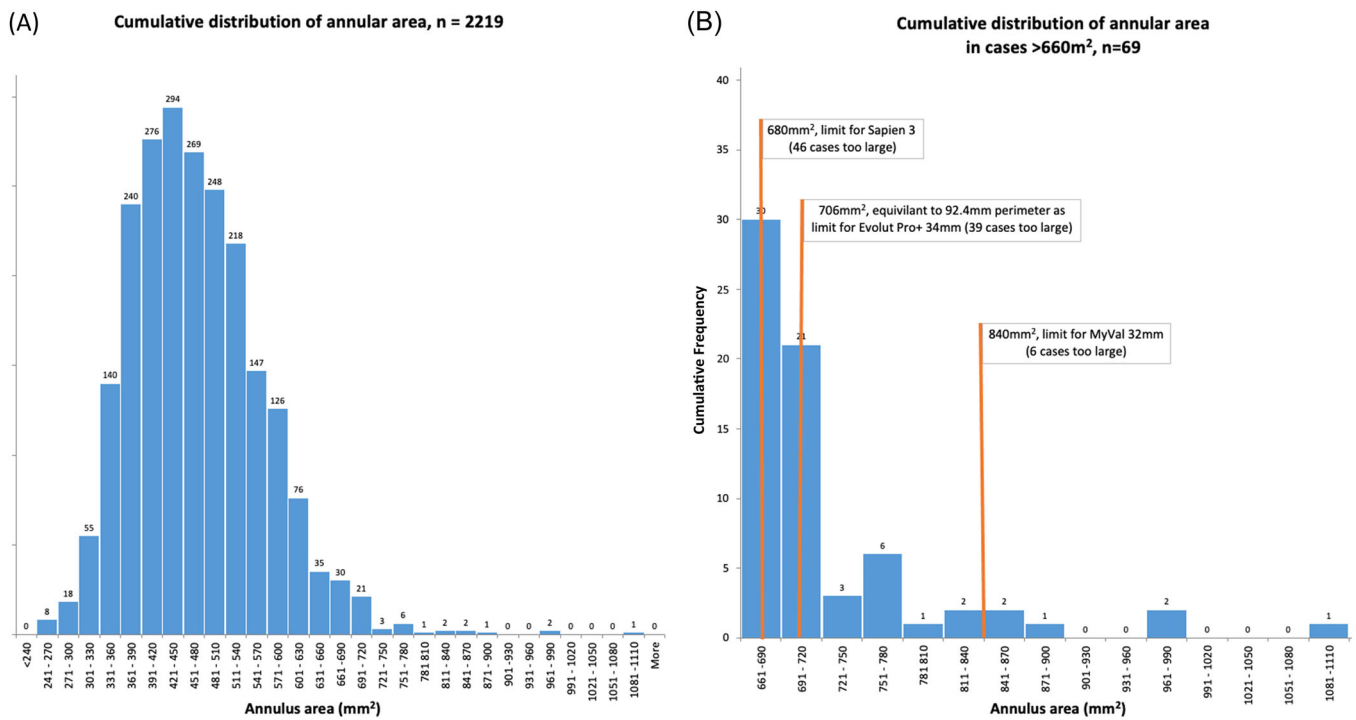 (A)
Cumulative distribution of annular area, n = 2219
0
8
18
55
140
240
276
294
269
248
218
147
126
76
35
30
21
3
6
1
2
2
1
0
0
2
0
0
0
1
0
<240
241 - 270
271 - 300
301 - 330
331 - 360
361 - 390
391 - 420
421 - 450
451 - 480
481 - 510
511 - 540
541 - 570
571 - 600
601 - 630
631 - 660
661 -690
691 - 720
721 - 750
751 - 780
781 810
811 - 840
841 - 870
871 - 900
901 -930
931 - 960
961 - 990
991 - 1020
1021 - 1050
1051 - 1080
1081 -1110
More
Annulus area (mm²)
(B)
Cumulative distribution of annular area
in cases >660m², n=69
Cumulative Frequency
40
35
30
25
20
15
10
5
0
680mm², limit for Sapien 3
(46 cases too large)
706mm², equivilant to 92.4mm perimeter as
limit for Evolut Pro+ 34mm (39 cases too large)
840mm², limit for MyVal 32mm
(6 cases too large)
30
21
3
6
1
2
2
1
0
0
2
0
0
0
1
661 -690
691 - 720
721 - 750
751 - 780
781 810
811 - 840
841 - 870
871 - 900
901 -930
931 - 960
961 - 990
991 - 1020
1021 - 1050
1051 - 1080
1081 -1110
Annulus area (mm²)